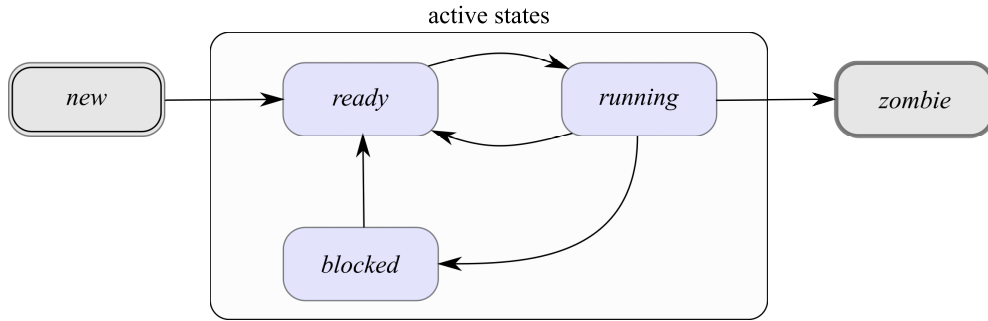 active states
new
ready
running
zombie
blocked